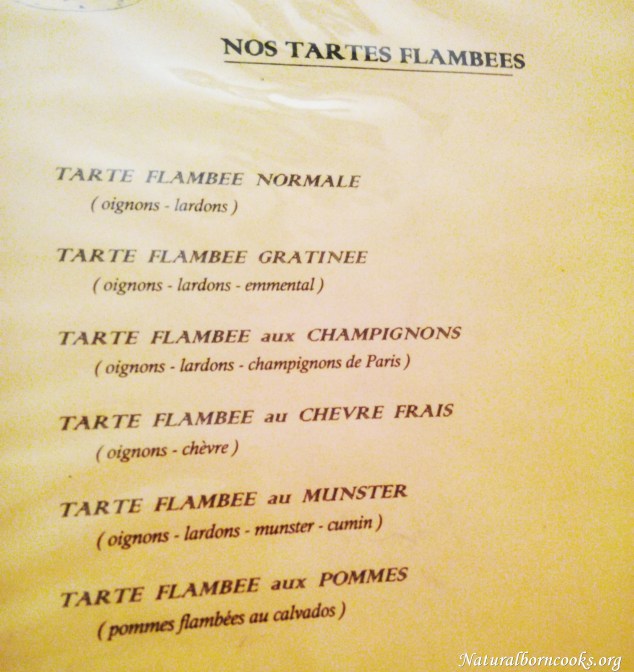 NOS TARTES FLAMBEES
TARTE FLAMBEE NORMALE
( oignons - lardons )
TARTE FLAMBEE GRATINEE
( oignons - lardons - emmental )
TARTE FLAMBEE aux CHAMPIGNONS
( oignons - lardons - champignons de Paris )
TARTE FLAMBEE au CHEVRE FRAIS
( oignons - chèvre )
TARTE FLAMBEE au MUNSTER
( oignons - lardons - munster - cumin )
TARTE FLAMBEE aux POMMES
( pommes flambées au calvados )
Naturalborncooks.org